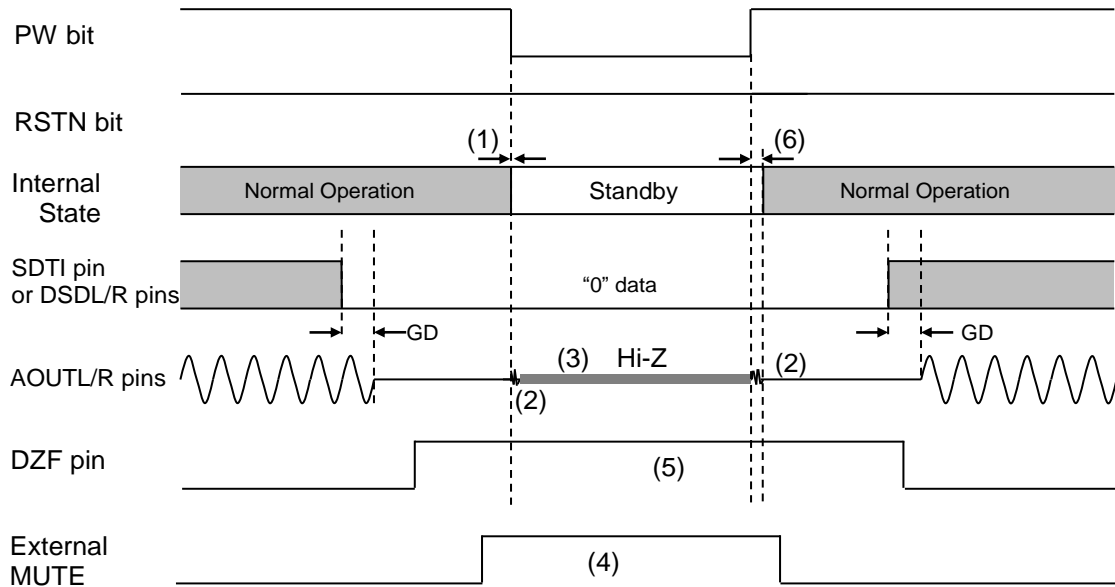 PW bit
RSTN bit
(1)
(6)
Internal
State
Normal Operation
Standby
Normal Operation
SDTI pin
or DSDL/R pins
“0” data
GD
GD
AOUTL/R pins
(3)
Hi-Z
(2)
(2)
DZF pin
(5)
External
MUTE
(4)